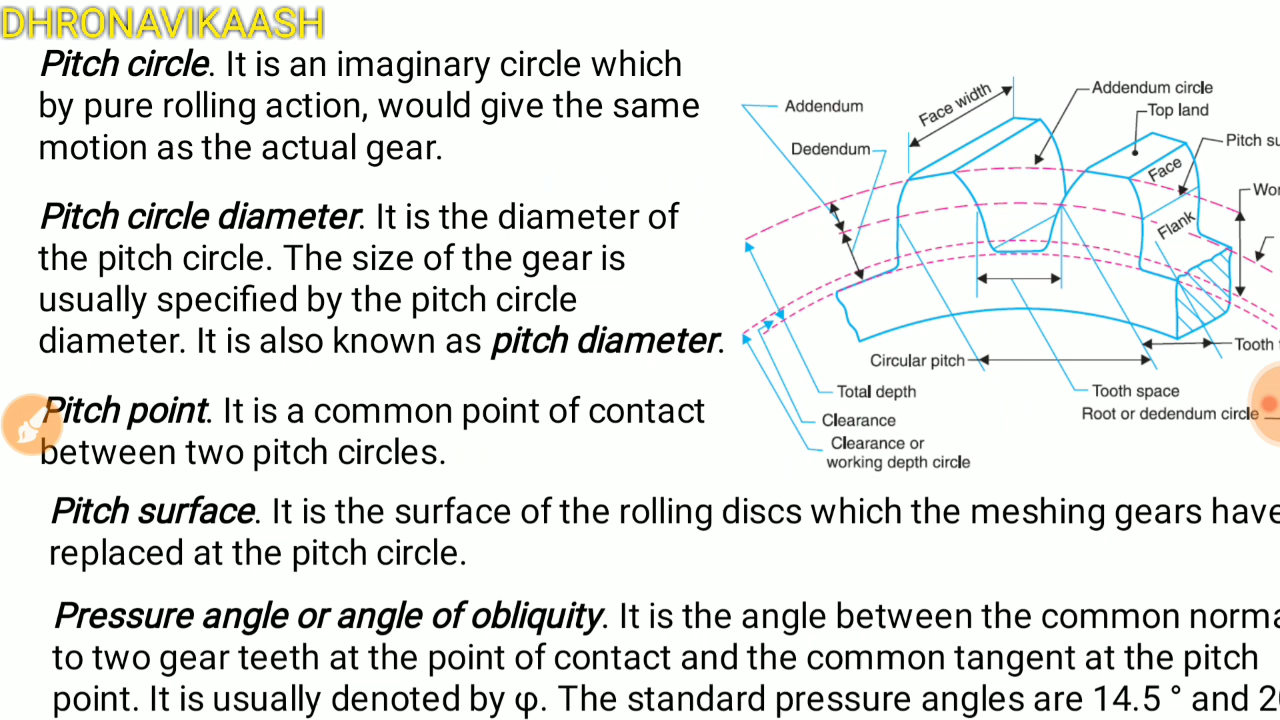 DHRONAVIKAASH
Pitch circle. It is an imaginary circle which
by pure rolling action, would give the same
motion as the actual gear.
Pitch circle diameter. It is the diameter of
the pitch circle. The size of the gear is
usually specified by the pitch circle
diameter. It is also known as pitch diameter.
Pitch point. It is a common point of contact
between two pitch circles.
Pitch surface. It is the surface of the rolling discs which the meshing gears have
replaced at the pitch circle.
Pressure angle or angle of obliquity. It is the angle between the common
to two gear teeth at the point of contact and the common tangent at the pitch
point. It is usually denoted by φ. The standard pressure angles are 14.5 ° and
Addendum
Face width
Addendum circle
Top land
Dedendum
Pitch
Face
Flank
Circular pitch
Tooth
Total depth
Tooth space
Clearance
Root or dedendum circle
Clearance or
working depth circle